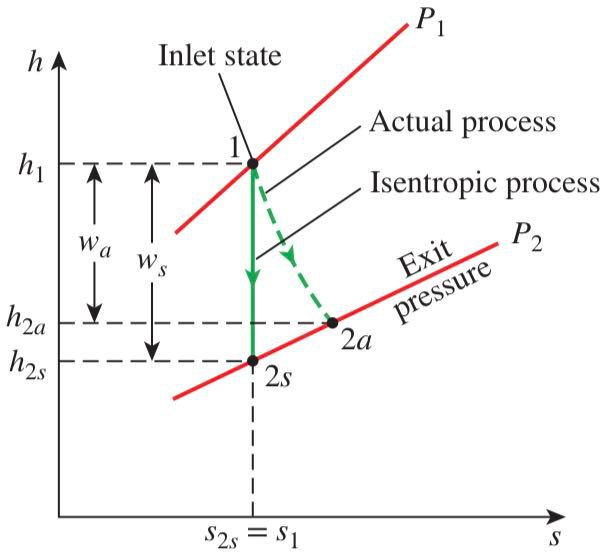 P₁
h
Inlet state
Actual process
1
h₁
Isentropic process
wₐ
wₛ
Exit
pressure
P₂
h₂ₐ
2a
h₂ₛ
2s
s₂ₛ = s₁
s